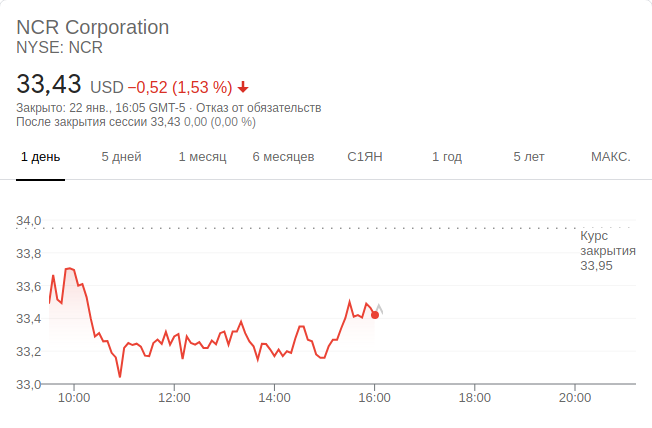 NCR Corporation
NYSE: NCR
33,43 USD −0,52 (1,53 %)
Закрыто: 22 янв., 16:05 GMT-5 · Отказ от обязательств
После закрытия сессии 33,43 0,00 (0,00 %)
1 день 5 дней 1 месяц 6 месяцев С1ЯН 1 год 5 лет МАКС.
34,0
Курс
закрытия
33,95
33,8
33,6
33,4
33,2
33,0
10:00 12:00 14:00 16:00 18:00 20:00